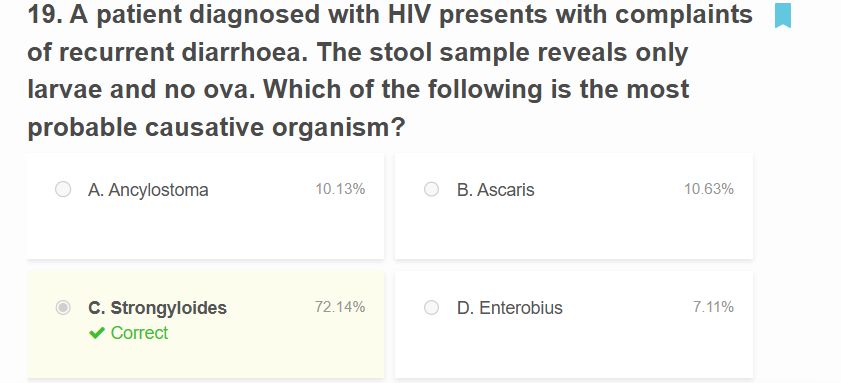 19. A patient diagnosed with HIV presents with complaints
of recurrent diarrhoea. The stool sample reveals only
larvae and no ova. Which of the following is the most
probable causative organism?
A. Ancylostoma 10.13%
B. Ascaris 10.63%
C. Strongyloides 72.14%
Correct
D. Enterobius 7.11%